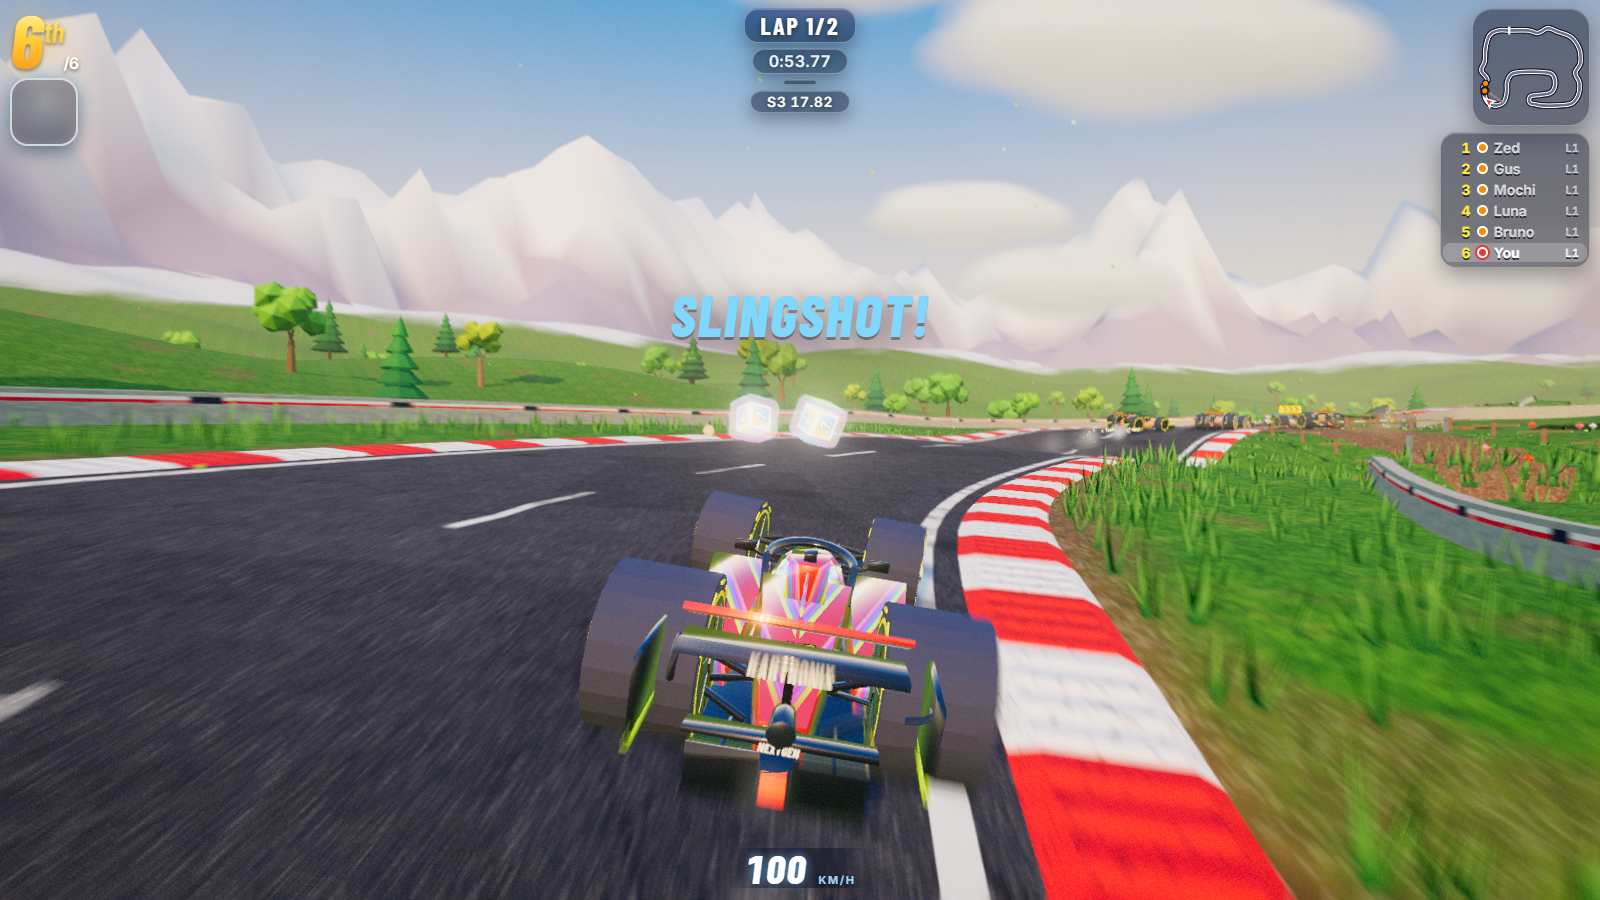 6th
/6
LAP 1/2
0:53.77
S3 17.82
1 Zed L1
2 Gus L1
3 Mochi L1
4 Luna L1
5 Bruno L1
6 You L1
SLINGSHOT!
NEXTGEN
100 KM/H